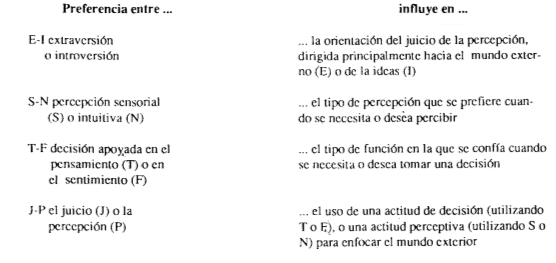 Preferencia entre ...
influye en ...
E-I extraversión
o introversión
... la orientación del juicio de la percepción,
dirigida principalmente hacia el mundo exter-
no (E) o de la ideas (I)
S-N percepción sensorial
(S) o intuitiva (N)
... el tipo de percepción que se prefiere cuan-
do se necesita o desea percibir
T-F decisión apoyada en el
pensamiento (T) o en
el sentimiento (F)
... el tipo de función en la que se confía cuando
se necesita o desea tomar una decisión
J-P el juicio (J) o la
percepción (P)
... el uso de una actitud de decisión (utilizando
T o E), o una actitud perceptiva (utilizando S o
N) para enfocar el mundo exterior